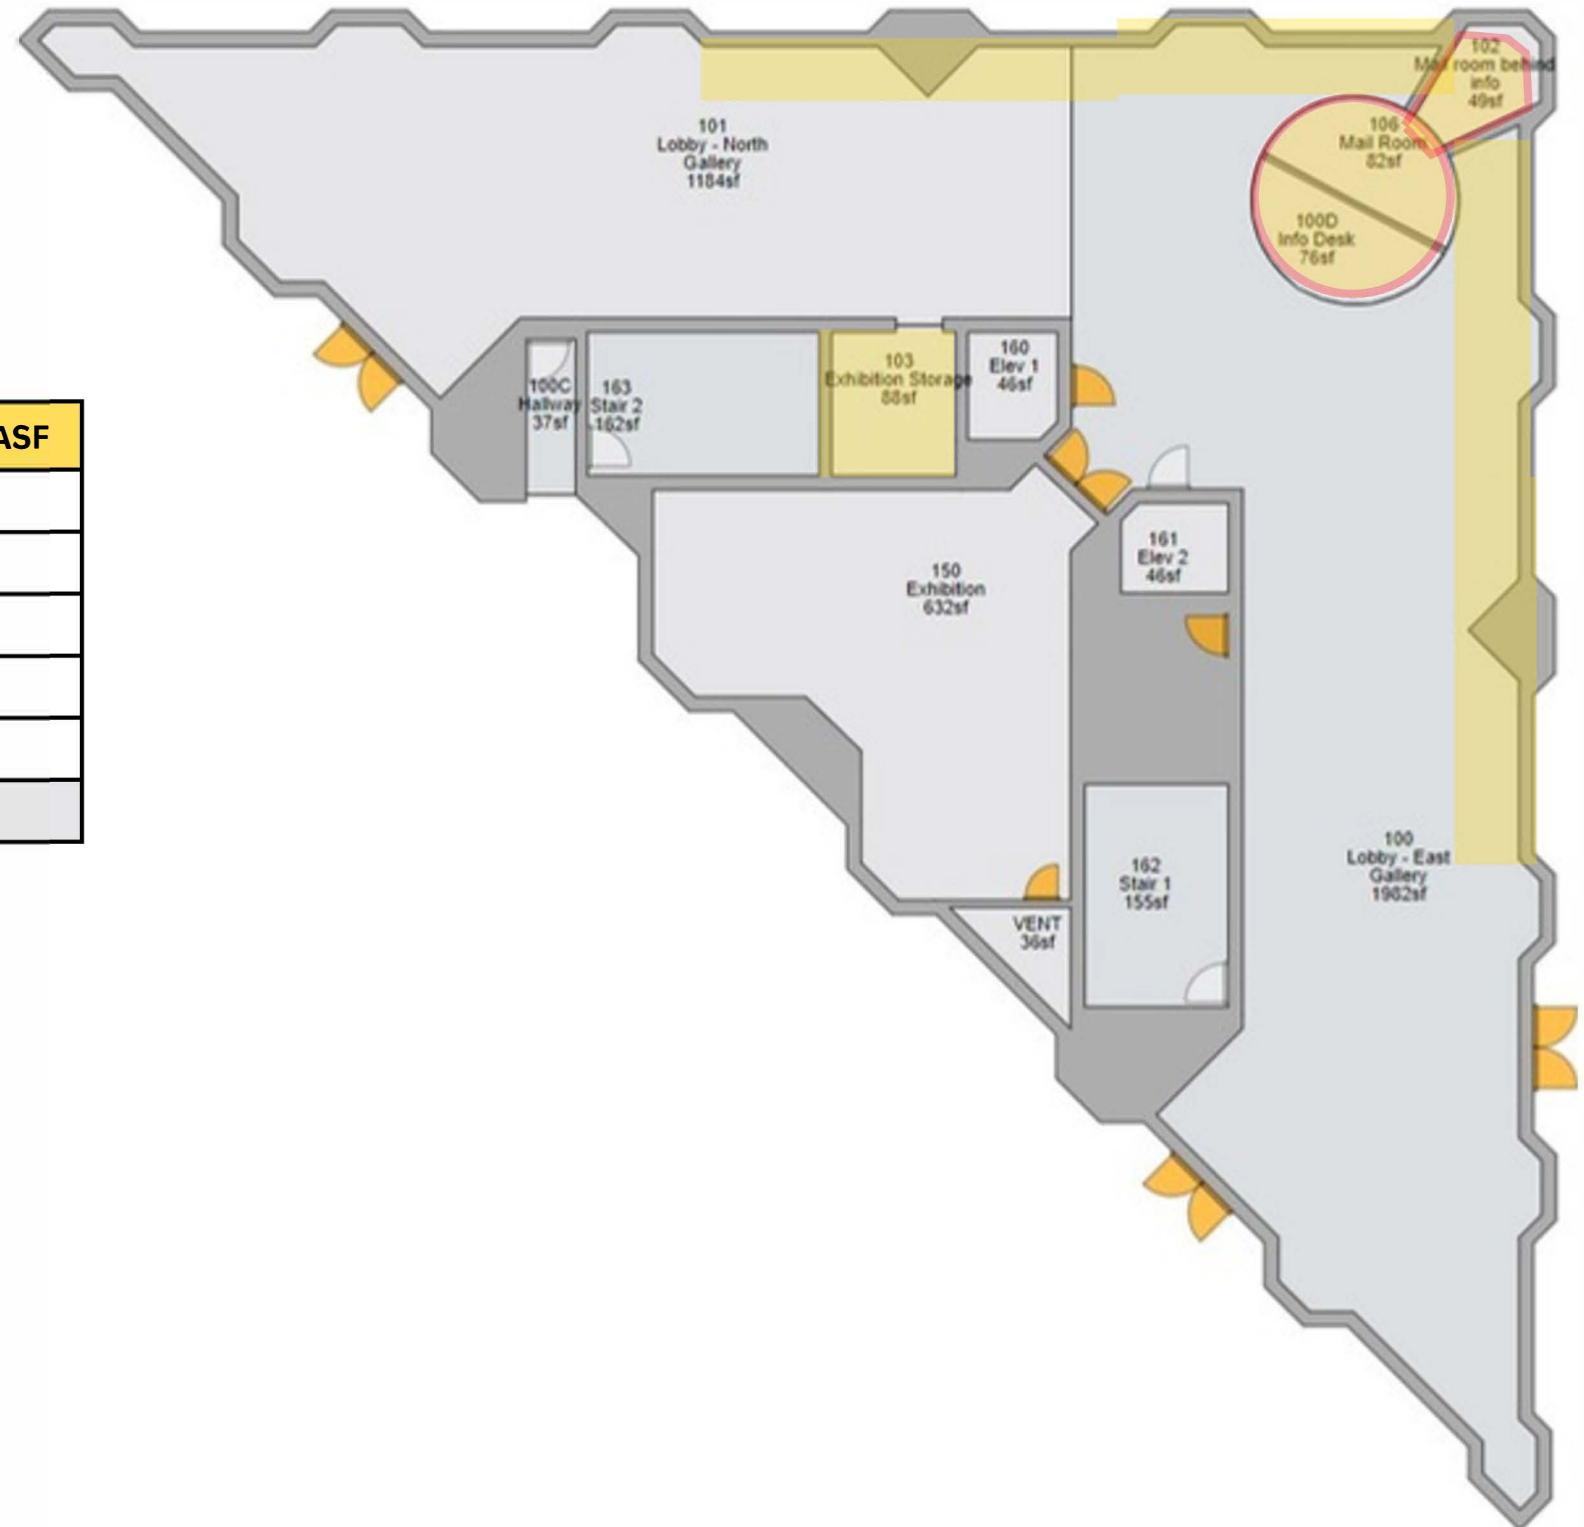 102
Mail room behind
info
49sf
106
Mail Room
82sf
101
Lobby - North
Gallery
1184sf
100D
Info Desk
76sf
160
Elev 1
46sf
103
Exhibition Storage
88sf
100C
Hallway
37sf
163
Stair 2
162sf
ASF
161
Elev 2
46sf
150
Exhibition
632sf
100
Lobby - East
Gallery
1982sf
162
Stair 1
155sf
VENT
36sf